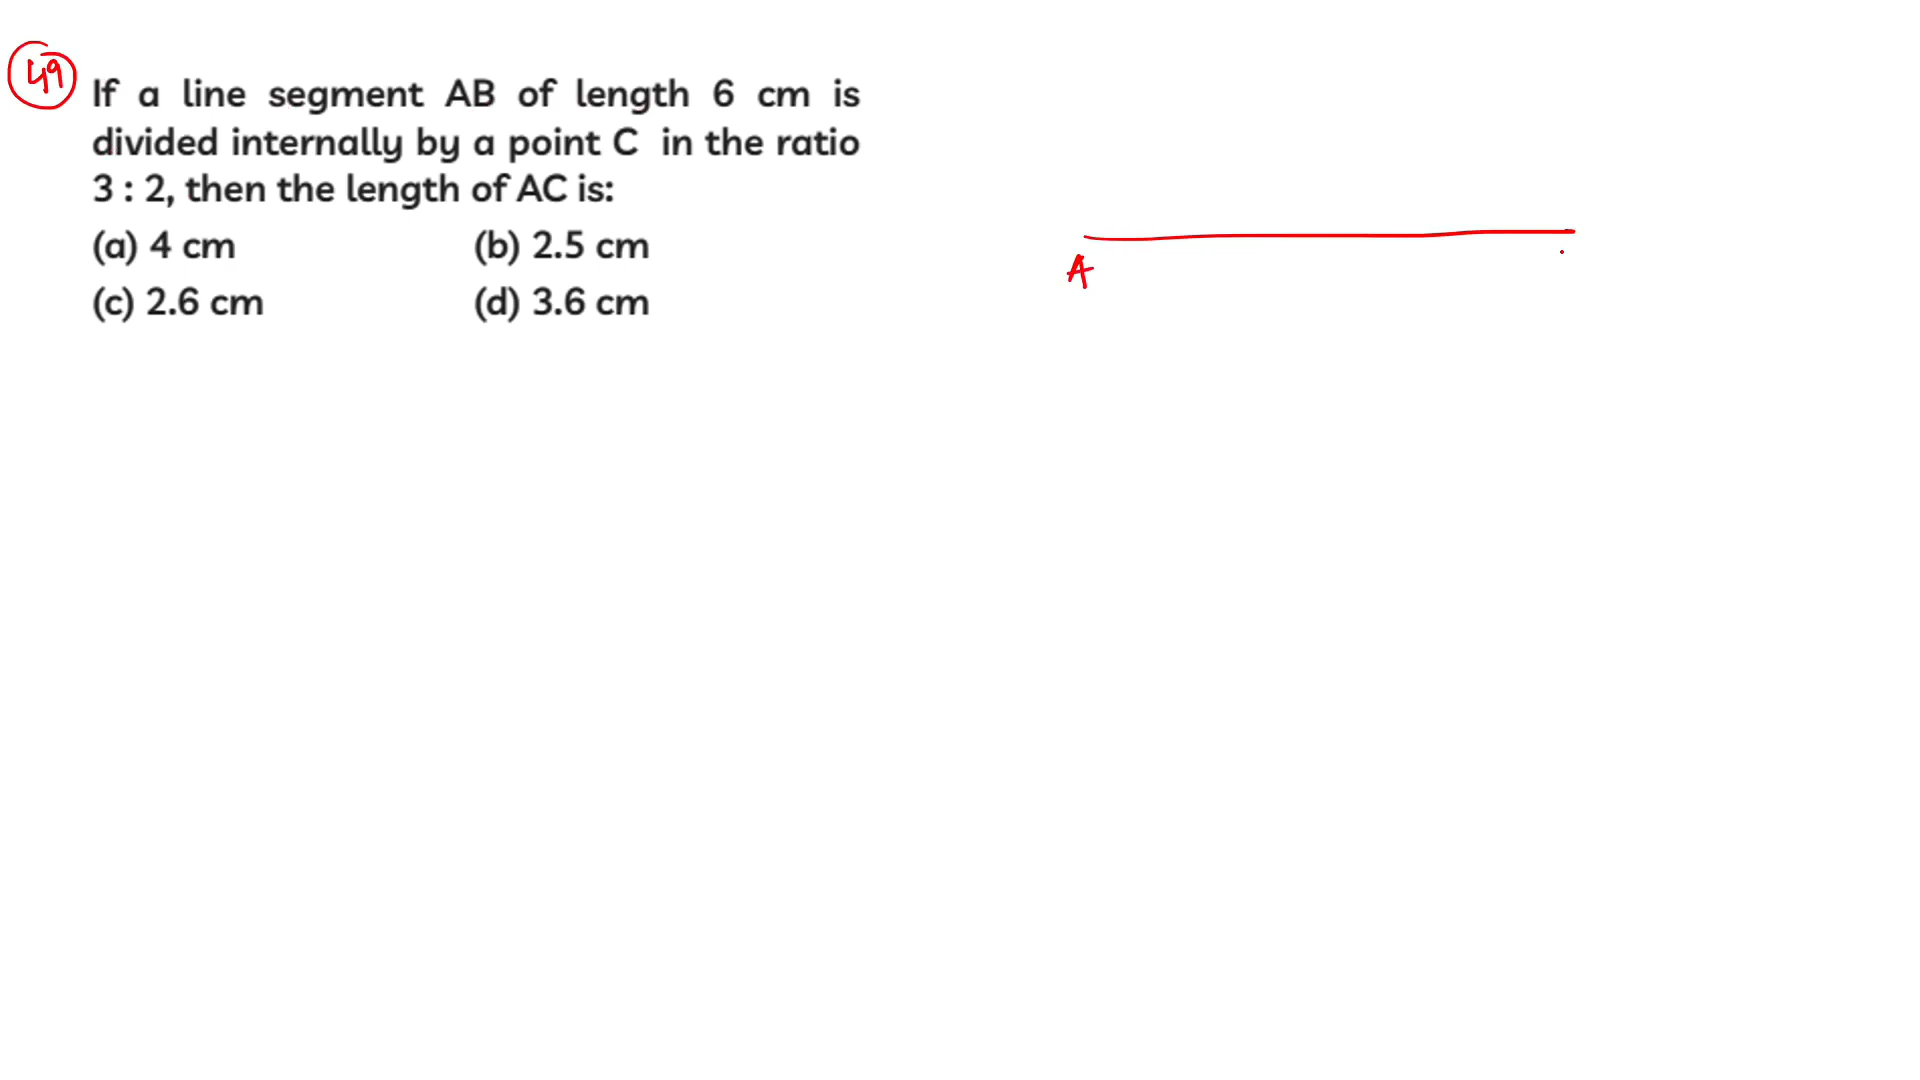 49
If a line segment AB of length 6 cm is
divided internally by a point C in the ratio
3 : 2, then the length of AC is:
(a) 4 cm (b) 2.5 cm
(c) 2.6 cm (d) 3.6 cm
A